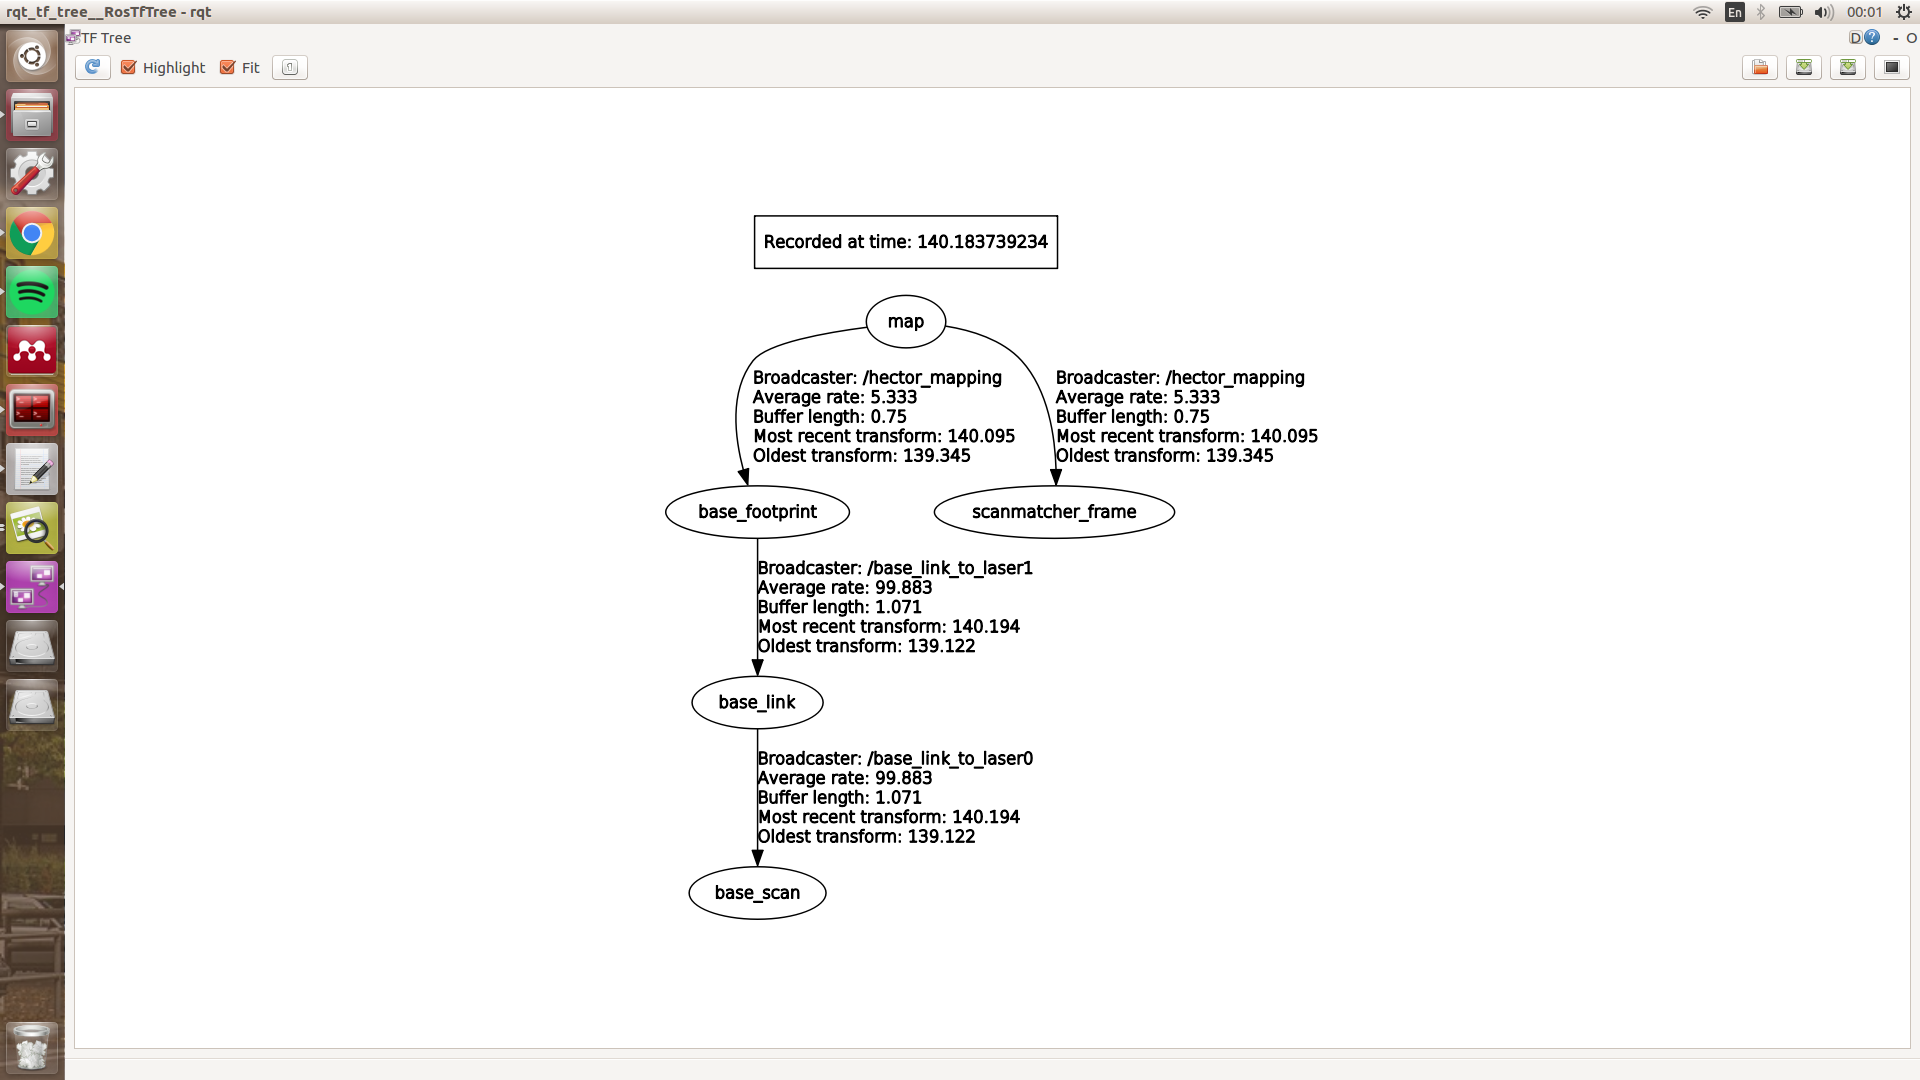 rqt_tf_tree__RosTfTree - rqt
En
00:01
TF Tree
D
- O
Highlight
Fit
Recorded at time: 140.183739234
map
Broadcaster: /hector_mapping
Average rate: 5.333
Buffer length: 0.75
Most recent transform: 140.095
Oldest transform: 139.345
Broadcaster: /hector_mapping
Average rate: 5.333
Buffer length: 0.75
Most recent transform: 140.095
Oldest transform: 139.345
base_footprint
scanmatcher_frame
Broadcaster: /base_link_to_laser1
Average rate: 99.883
Buffer length: 1.071
Most recent transform: 140.194
Oldest transform: 139.122
base_link
Broadcaster: /base_link_to_laser0
Average rate: 99.883
Buffer length: 1.071
Most recent transform: 140.194
Oldest transform: 139.122
base_scan